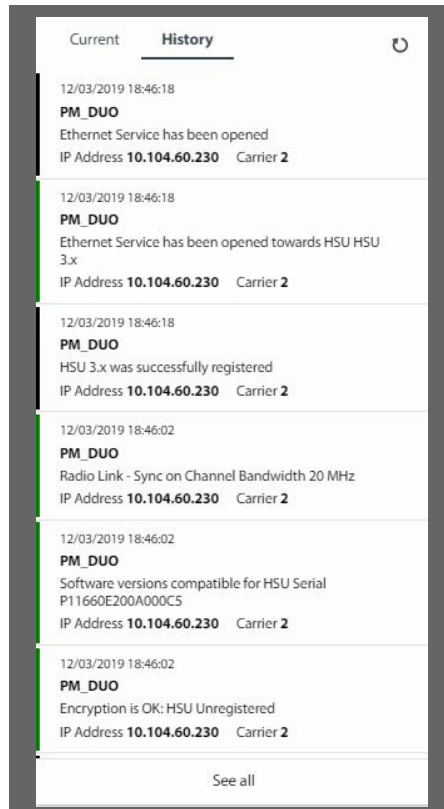 Current History
12/03/2019 18:46:18
PM_DUO
Ethernet Service has been opened
IP Address 10.104.60.230 Carrier 2
12/03/2019 18:46:18
PM_DUO
Ethernet Service has been opened towards HSU HSU
3.x
IP Address 10.104.60.230 Carrier 2
12/03/2019 18:46:18
PM_DUO
HSU 3.x was successfully registered
IP Address 10.104.60.230 Carrier 2
12/03/2019 18:46:02
PM_DUO
Radio Link - Sync on Channel Bandwidth 20 MHz
IP Address 10.104.60.230 Carrier 2
12/03/2019 18:46:02
PM_DUO
Software versions compatible for HSU Serial
P11660E200A000C5
IP Address 10.104.60.230 Carrier 2
12/03/2019 18:46:02
PM_DUO
Encryption is OK: HSU Unregistered
IP Address 10.104.60.230 Carrier 2
See all